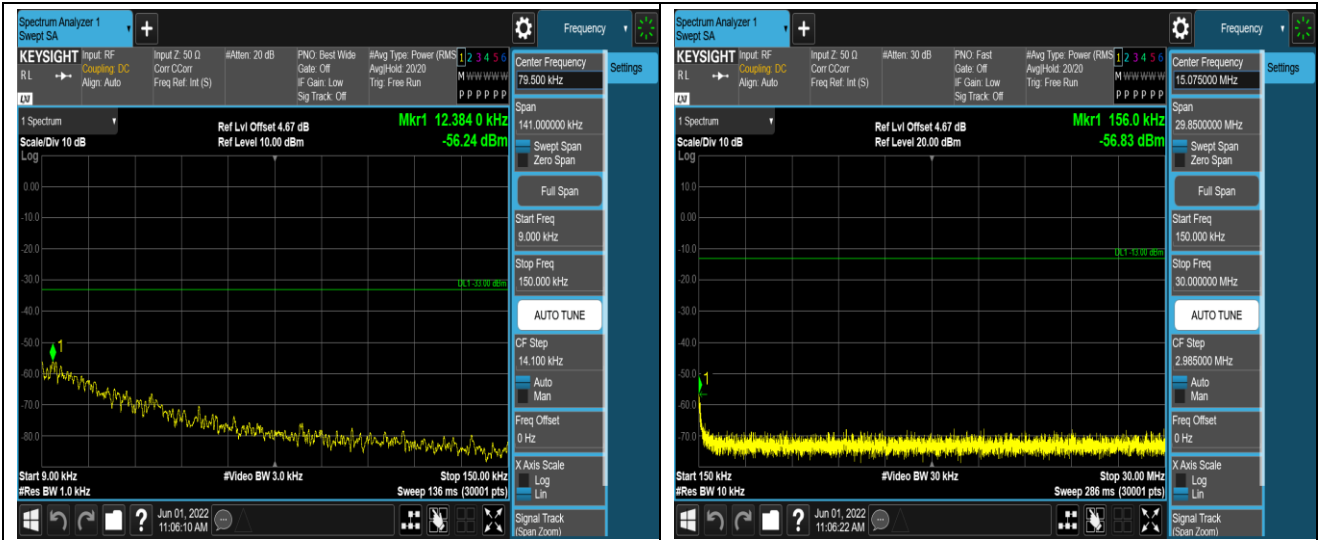 Spectrum Analyzer 1
Swept SA
+
Frequency
KEYSIGHT
Input: RF
Coupling: DC
Align: Auto
Input Z: 50 Ω
Corr CCorr
Freq Ref: Int (S)
#Atten: 20 dB
PNO: Best Wide
Gate: Off
IF Gain: Low
Sig Track: Off
#Avg Type: Power (RMS
Avg|Hold: 20/20
Trig: Free Run
1 2 3 4 5 6
M W W W W W
P P P P P P
RL
LXI
Center Frequency
79.500 kHz
Settings
Span
141.000000 kHz
Swept Span
Zero Span
Full Span
Start Freq
9.000 kHz
Stop Freq
150.000 kHz
AUTO TUNE
CF Step
14.100 kHz
Auto
Man
Freq Offset
0 Hz
X Axis Scale
Log
Lin
Signal Track
(Span Zoom)
1 Spectrum
Scale/Div 10 dB
Log
Ref Lvl Offset 4.67 dB
Ref Level 10.00 dBm
Mkr1 12.384 0 kHz
-56.24 dBm
0.00
-10.0
-20.0
-30.0
-40.0
-50.0
-60.0
-70.0
-80.0
DL1 -33.00 dBm
1
Start 9.00 kHz
#Res BW 1.0 kHz
#Video BW 3.0 kHz
Stop 150.00 kHz
Sweep 136 ms (30001 pts)
?
Jun 01, 2022
11:06:10 AM
Spectrum Analyzer 1
Swept SA
+
Frequency
KEYSIGHT
Input: RF
Coupling: DC
Align: Auto
Input Z: 50 Ω
Corr CCorr
Freq Ref: Int (S)
#Atten: 30 dB
PNO: Fast
Gate: Off
IF Gain: Low
Sig Track: Off
#Avg Type: Power (RMS
Avg|Hold: 20/20
Trig: Free Run
1 2 3 4 5 6
M W W W W W
P P P P P P
RL
LXI
Center Frequency
15.075000 MHz
Settings
Span
29.8500000 MHz
Swept Span
Zero Span
Full Span
Start Freq
150.000 kHz
Stop Freq
30.000000 MHz
AUTO TUNE
CF Step
2.985000 MHz
Auto
Man
Freq Offset
0 Hz
X Axis Scale
Log
Lin
Signal Track
(Span Zoom)
1 Spectrum
Scale/Div 10 dB
Log
Ref Lvl Offset 4.67 dB
Ref Level 20.00 dBm
Mkr1 156.0 kHz
-56.83 dBm
10.0
0.00
-10.0
-20.0
-30.0
-40.0
-50.0
-60.0
-70.0
DL1 -13.00 dBm
1
Start 150 kHz
#Res BW 10 kHz
#Video BW 30 kHz
Stop 30.00 MHz
Sweep 286 ms (30001 pts)
?
Jun 01, 2022
11:06:22 AM